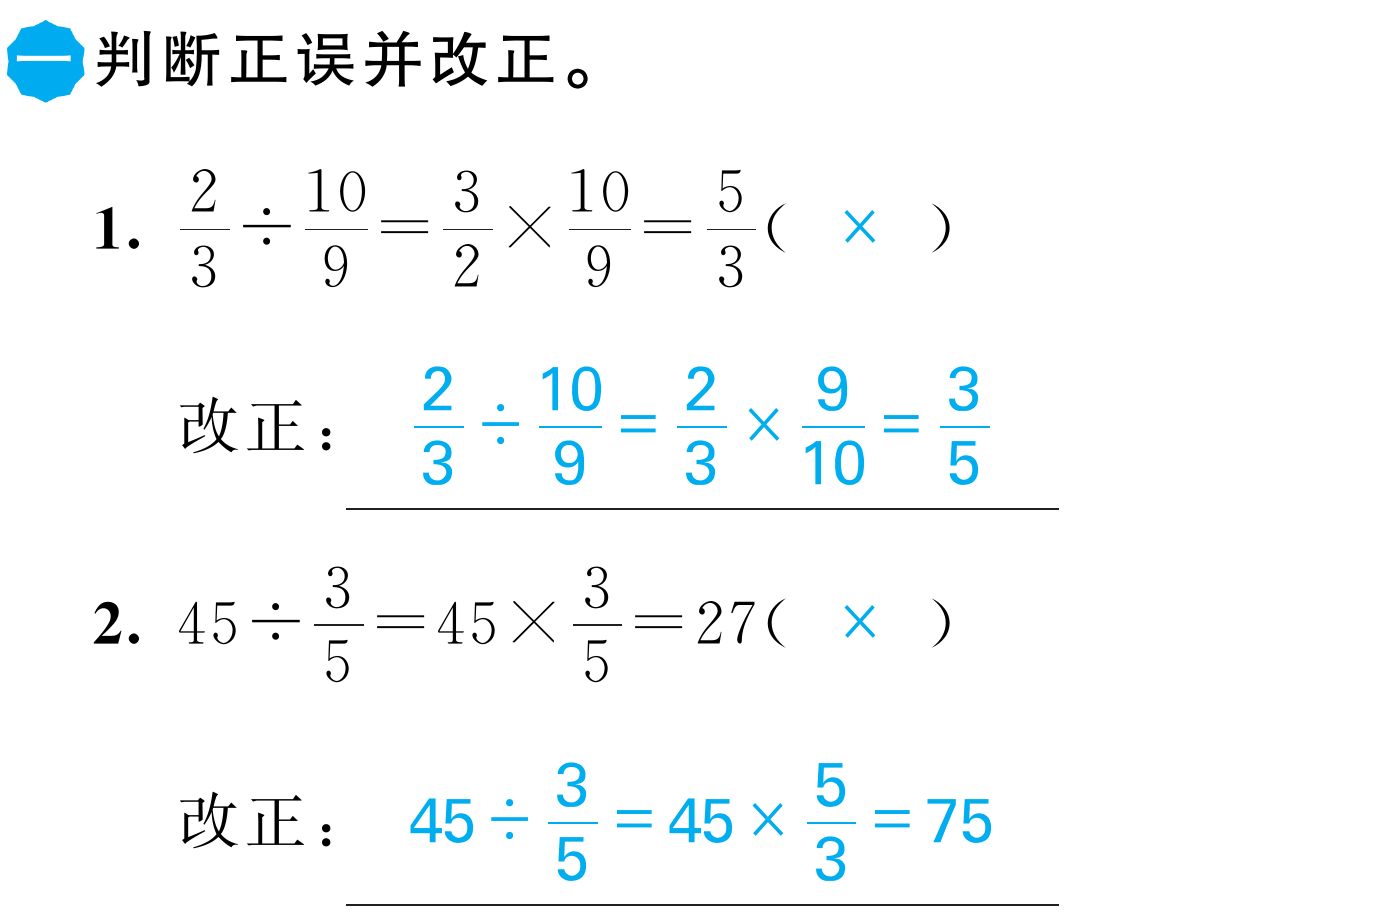 一 判断正误并改正。
1. 2/3 ÷ 10/9 = 3/2 × 10/9 = 5/3 ( × )
改正： 2/3 ÷ 10/9 = 2/3 × 9/10 = 3/5
2. 45 ÷ 3/5 = 45 × 3/5 = 27 ( × )
改正： 45 ÷ 3/5 = 45 × 5/3 = 75